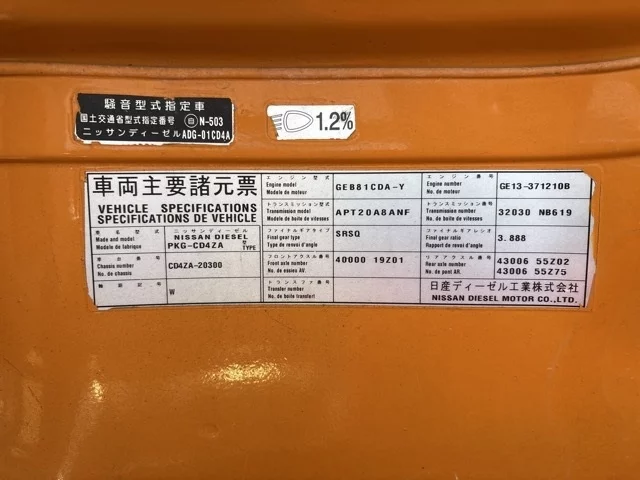 騒音型式指定車
国土交通省型式指定番号 自 N-503
ニッサンディーゼル ADG-01CD4A
1.2%
車両主要諸元票
VEHICLE SPECIFICATIONS
SPECIFICATIONS DE VEHICLE
車名型式
Made and model
Modele de fabrique
ニッサンディーゼル
NISSAN DIESEL
PKG-CD4ZA 型 TYPE
車台番号
Chassis number
No. de chassis
CD4ZA-20300
W
エンジン型式
Engine model
Modele de moteur
GEB81CDA-Y
エンジン番号
Engine number
No. de moteur
GE13-371210B
トランスミッション型式
Transmission model
Modele de boite de vitesses
APT20A8ANF
トランスミッション番号
Transmission number
No. de boite de vitesses
32030 NB619
ファイナルギアタイプ
Final gear type
Type de renvoi d'angle
SRSQ
ファイナルギアレシオ
Final gear ratio
Rapport de renvoi d'angle
3.888
フロントアクスル番号
Front axle number
No. de essieu AV.
40000 19Z01
リアアクスル番号
Rear axle number
No. de pont AR.
43006 55Z02
43006 55Z75
トランスファ番号
Transfer number
No. de boite transfert
日産ディーゼル工業株式会社
NISSAN DIESEL MOTOR CO.,LTD.